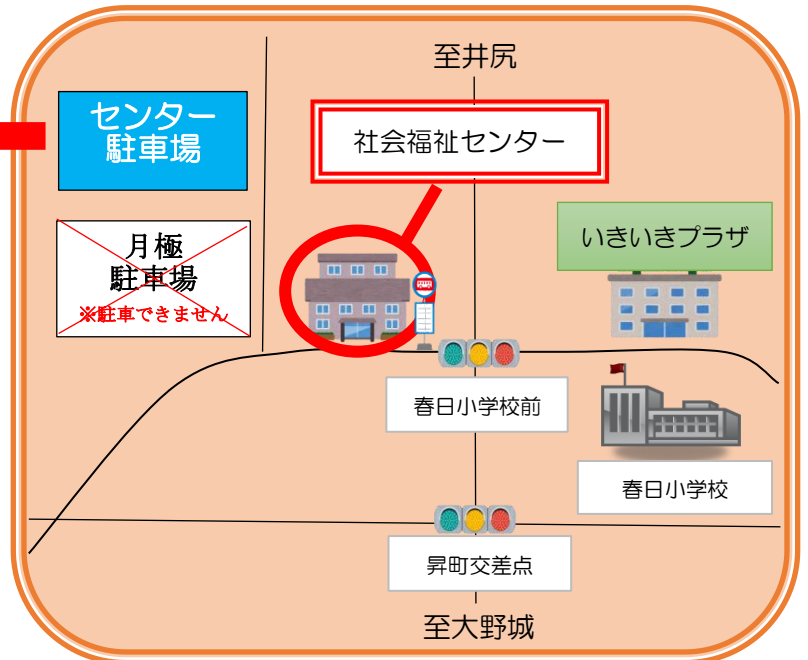 至井尻
センター
駐車場
社会福祉センター
月極
駐車場
※駐車できません
いきいきプラザ
春日小学校前
春日小学校
昇町交差点
至大野城